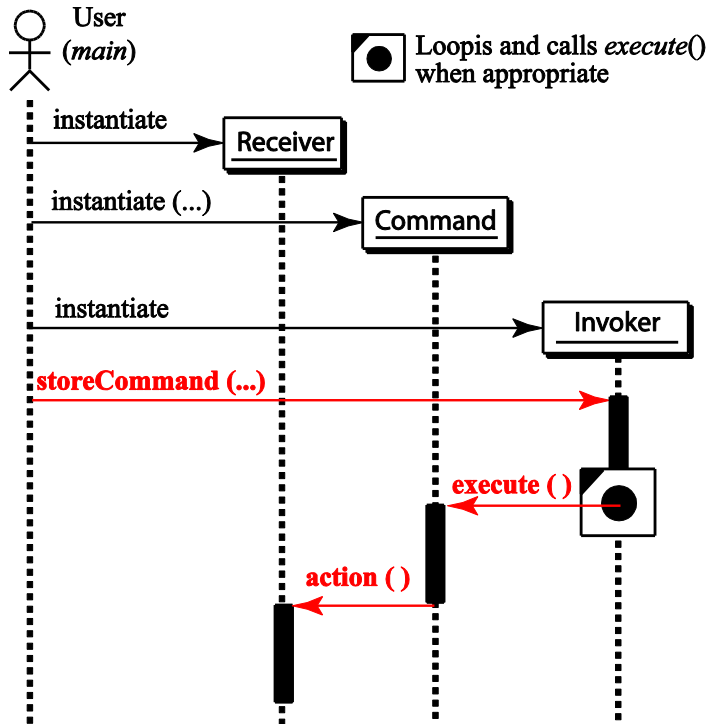 User
(main)
Loopis and calls execute()
when appropriate
instantiate
Receiver
instantiate (...)
Command
instantiate
Invoker
storeCommand (...)
execute ( )
action ( )